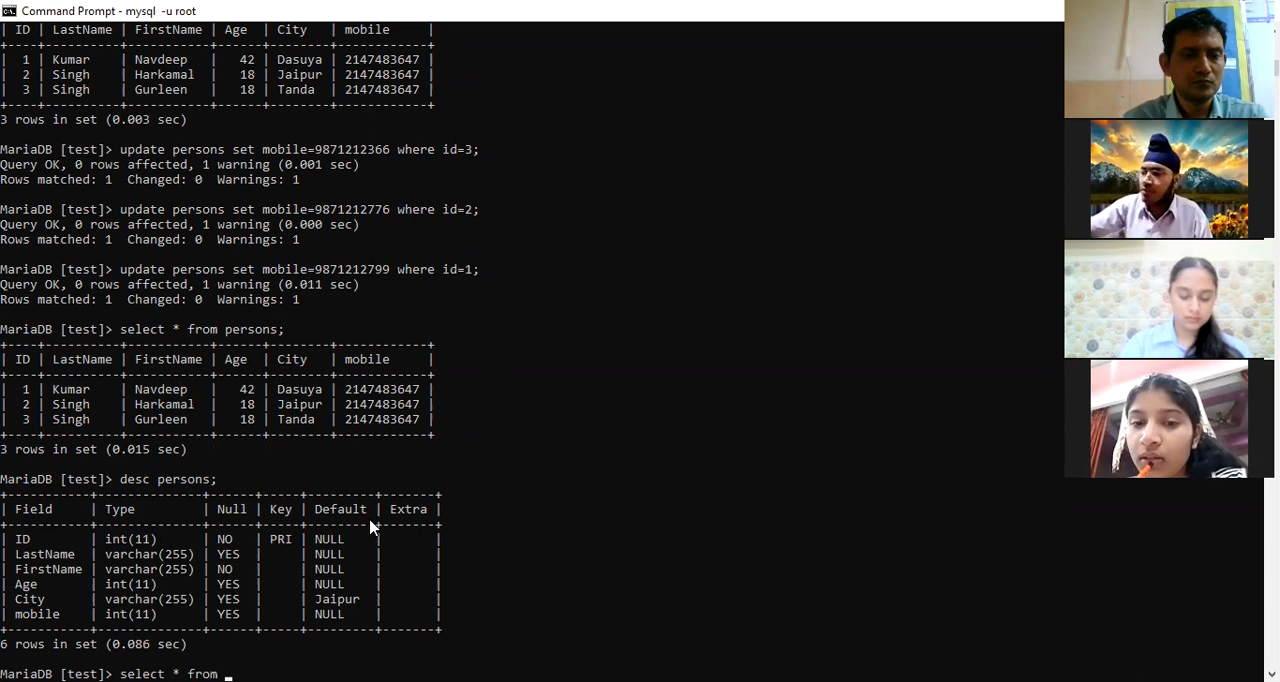 Command Prompt - mysql  -u root
| ID | LastName | FirstName | Age  | City   | mobile     |
+----+----------+-----------+------+--------+------------+
|  1 | Kumar    | Navdeep   |   42 | Dasuya | 2147483647 |
|  2 | Singh    | Harkamal  |   18 | Jaipur | 2147483647 |
|  3 | Singh    | Gurleen   |   18 | Tanda  | 2147483647 |
+----+----------+-----------+------+--------+------------+
3 rows in set (0.003 sec)
MariaDB [test]> update persons set mobile=9871212366 where id=3;
Query OK, 0 rows affected, 1 warning (0.001 sec)
Rows matched: 1  Changed: 0  Warnings: 1
MariaDB [test]> update persons set mobile=9871212776 where id=2;
Query OK, 0 rows affected, 1 warning (0.000 sec)
Rows matched: 1  Changed: 0  Warnings: 1
MariaDB [test]> update persons set mobile=9871212799 where id=1;
Query OK, 0 rows affected, 1 warning (0.011 sec)
Rows matched: 1  Changed: 0  Warnings: 1
MariaDB [test]> select * from persons;
+----+----------+-----------+------+--------+------------+
| ID | LastName | FirstName | Age  | City   | mobile     |
+----+----------+-----------+------+--------+------------+
|  1 | Kumar    | Navdeep   |   42 | Dasuya | 2147483647 |
|  2 | Singh    | Harkamal  |   18 | Jaipur | 2147483647 |
|  3 | Singh    | Gurleen   |   18 | Tanda  | 2147483647 |
+----+----------+-----------+------+--------+------------+
3 rows in set (0.015 sec)
MariaDB [test]> desc persons;
+-----------+--------------+------+-----+---------+-------+
| Field     | Type         | Null | Key | Default | Extra |
+-----------+--------------+------+-----+---------+-------+
| ID        | int(11)      | NO   | PRI | NULL    |       |
| LastName  | varchar(255) | YES  |     | NULL    |       |
| FirstName | varchar(255) | NO   |     | NULL    |       |
| Age       | int(11)      | YES  |     | NULL    |       |
| City      | varchar(255) | YES  |     | Jaipur  |       |
| mobile    | int(11)      | YES  |     | NULL    |       |
+-----------+--------------+------+-----+---------+-------+
6 rows in set (0.086 sec)
MariaDB [test]> select * from _